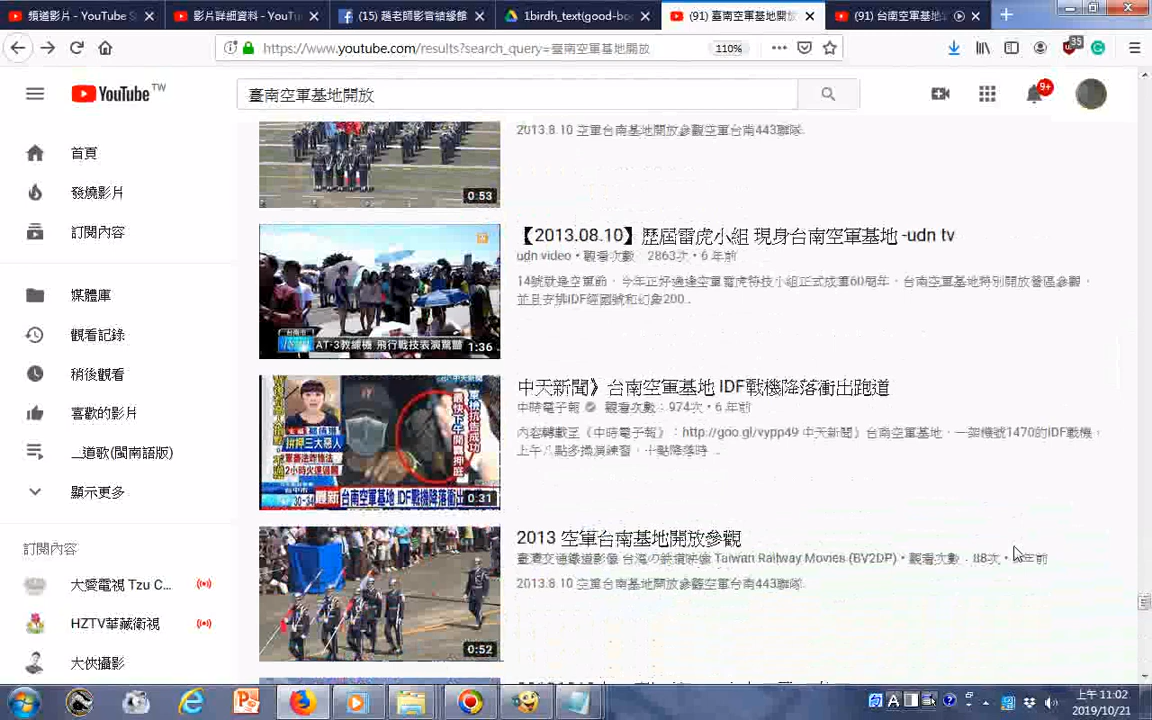 頻道影片 - YouTube S
影片詳細資料 - YouTu
(15) 趙老師影音結緣館
1birdh_text(good-bo
(91) 臺南空軍基地開放
(91) 台南空軍基地
https://www.youtube.com/results?search_query=臺南空軍基地開放
110%
35
YouTube TW
臺南空軍基地開放
9+
首頁
發燒影片
訂閱內容
媒體庫
觀看記錄
稍後觀看
喜歡的影片
二道歌(閩南語版)
顯示更多
訂閱內容
大愛電視 Tzu C...
HZTV華藏衛視
大俠攝影
2013.8.10 空軍台南基地開放參觀空軍台南443聯隊.
0:53
【2013.08.10】歷屆雷虎小組 現身台南空軍基地 -udn tv
udn video • 觀看次數：2863次 • 6 年前
14號就是空軍節，今年正好適逢空軍雷虎特技小組正式成軍60周年，台南空軍基地特別開放營區參觀，
並且安排IDF經國號和幻象200...
台南市
AT-3教練機 飛行戰技表演驚豔
1:36
中天新聞》台南空軍基地 IDF戰機降落衝出跑道
中時電子報 觀看次數：974次 • 6 年前
內容轉載至《中時電子報》：http://goo.gl/vypp49 中天新聞》台南空軍基地，一架機號1470的IDF戰機，
上午八點多操演練習，十點降落時 ...
最新
台南空軍基地 IDF戰機降落衝出
0:31
2013 空軍台南基地開放參觀
臺灣交通鐵道影像 台湾の鉄道映像 Taiwan Railway Movies (BV2DP) • 觀看次數：88次 • 6年前
2013.8.10 空軍台南基地開放參觀空軍台南443聯隊.
0:52
上午 11:02
2019/10/21